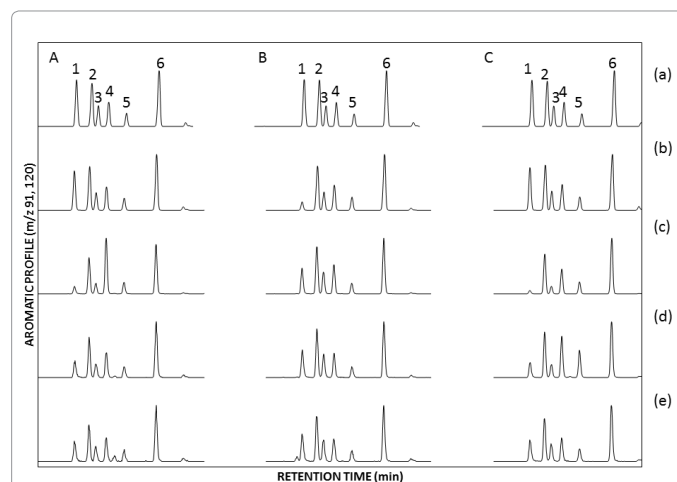 A
1
2
3
4
5
6
B
1
2
3
4
5
6
C
1
2
3
4
5
6
(a)
(b)
(c)
(d)
(e)
AROMATIC PROFILE (m/z 91, 120)
RETENTION TIME (min)